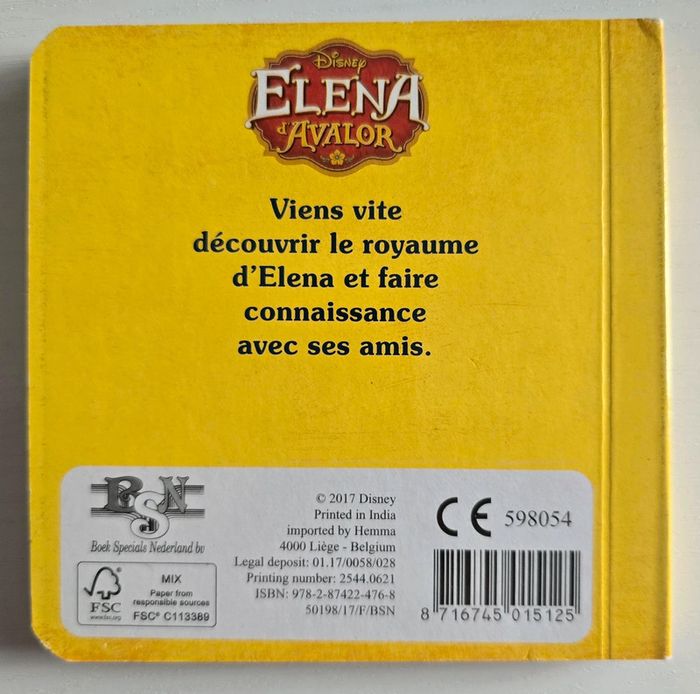 Disney
ELENA
d'AVALOR
Viens vite
découvrir le royaume
d'Elena et faire
connaissance
avec ses amis.
BSN
Boek Specials Nederland bv
FSC
www.fsc.org
MIX
Paper from
responsible sources
FSC® C113389
© 2017 Disney
Printed in India
imported by Hemma
4000 Liège - Belgium
Legal deposit: 01.17/0058/028
Printing number: 2544.0621
ISBN: 978-2-87422-476-8
50198/17/F/BSN
CE 598054
8 716745 015125